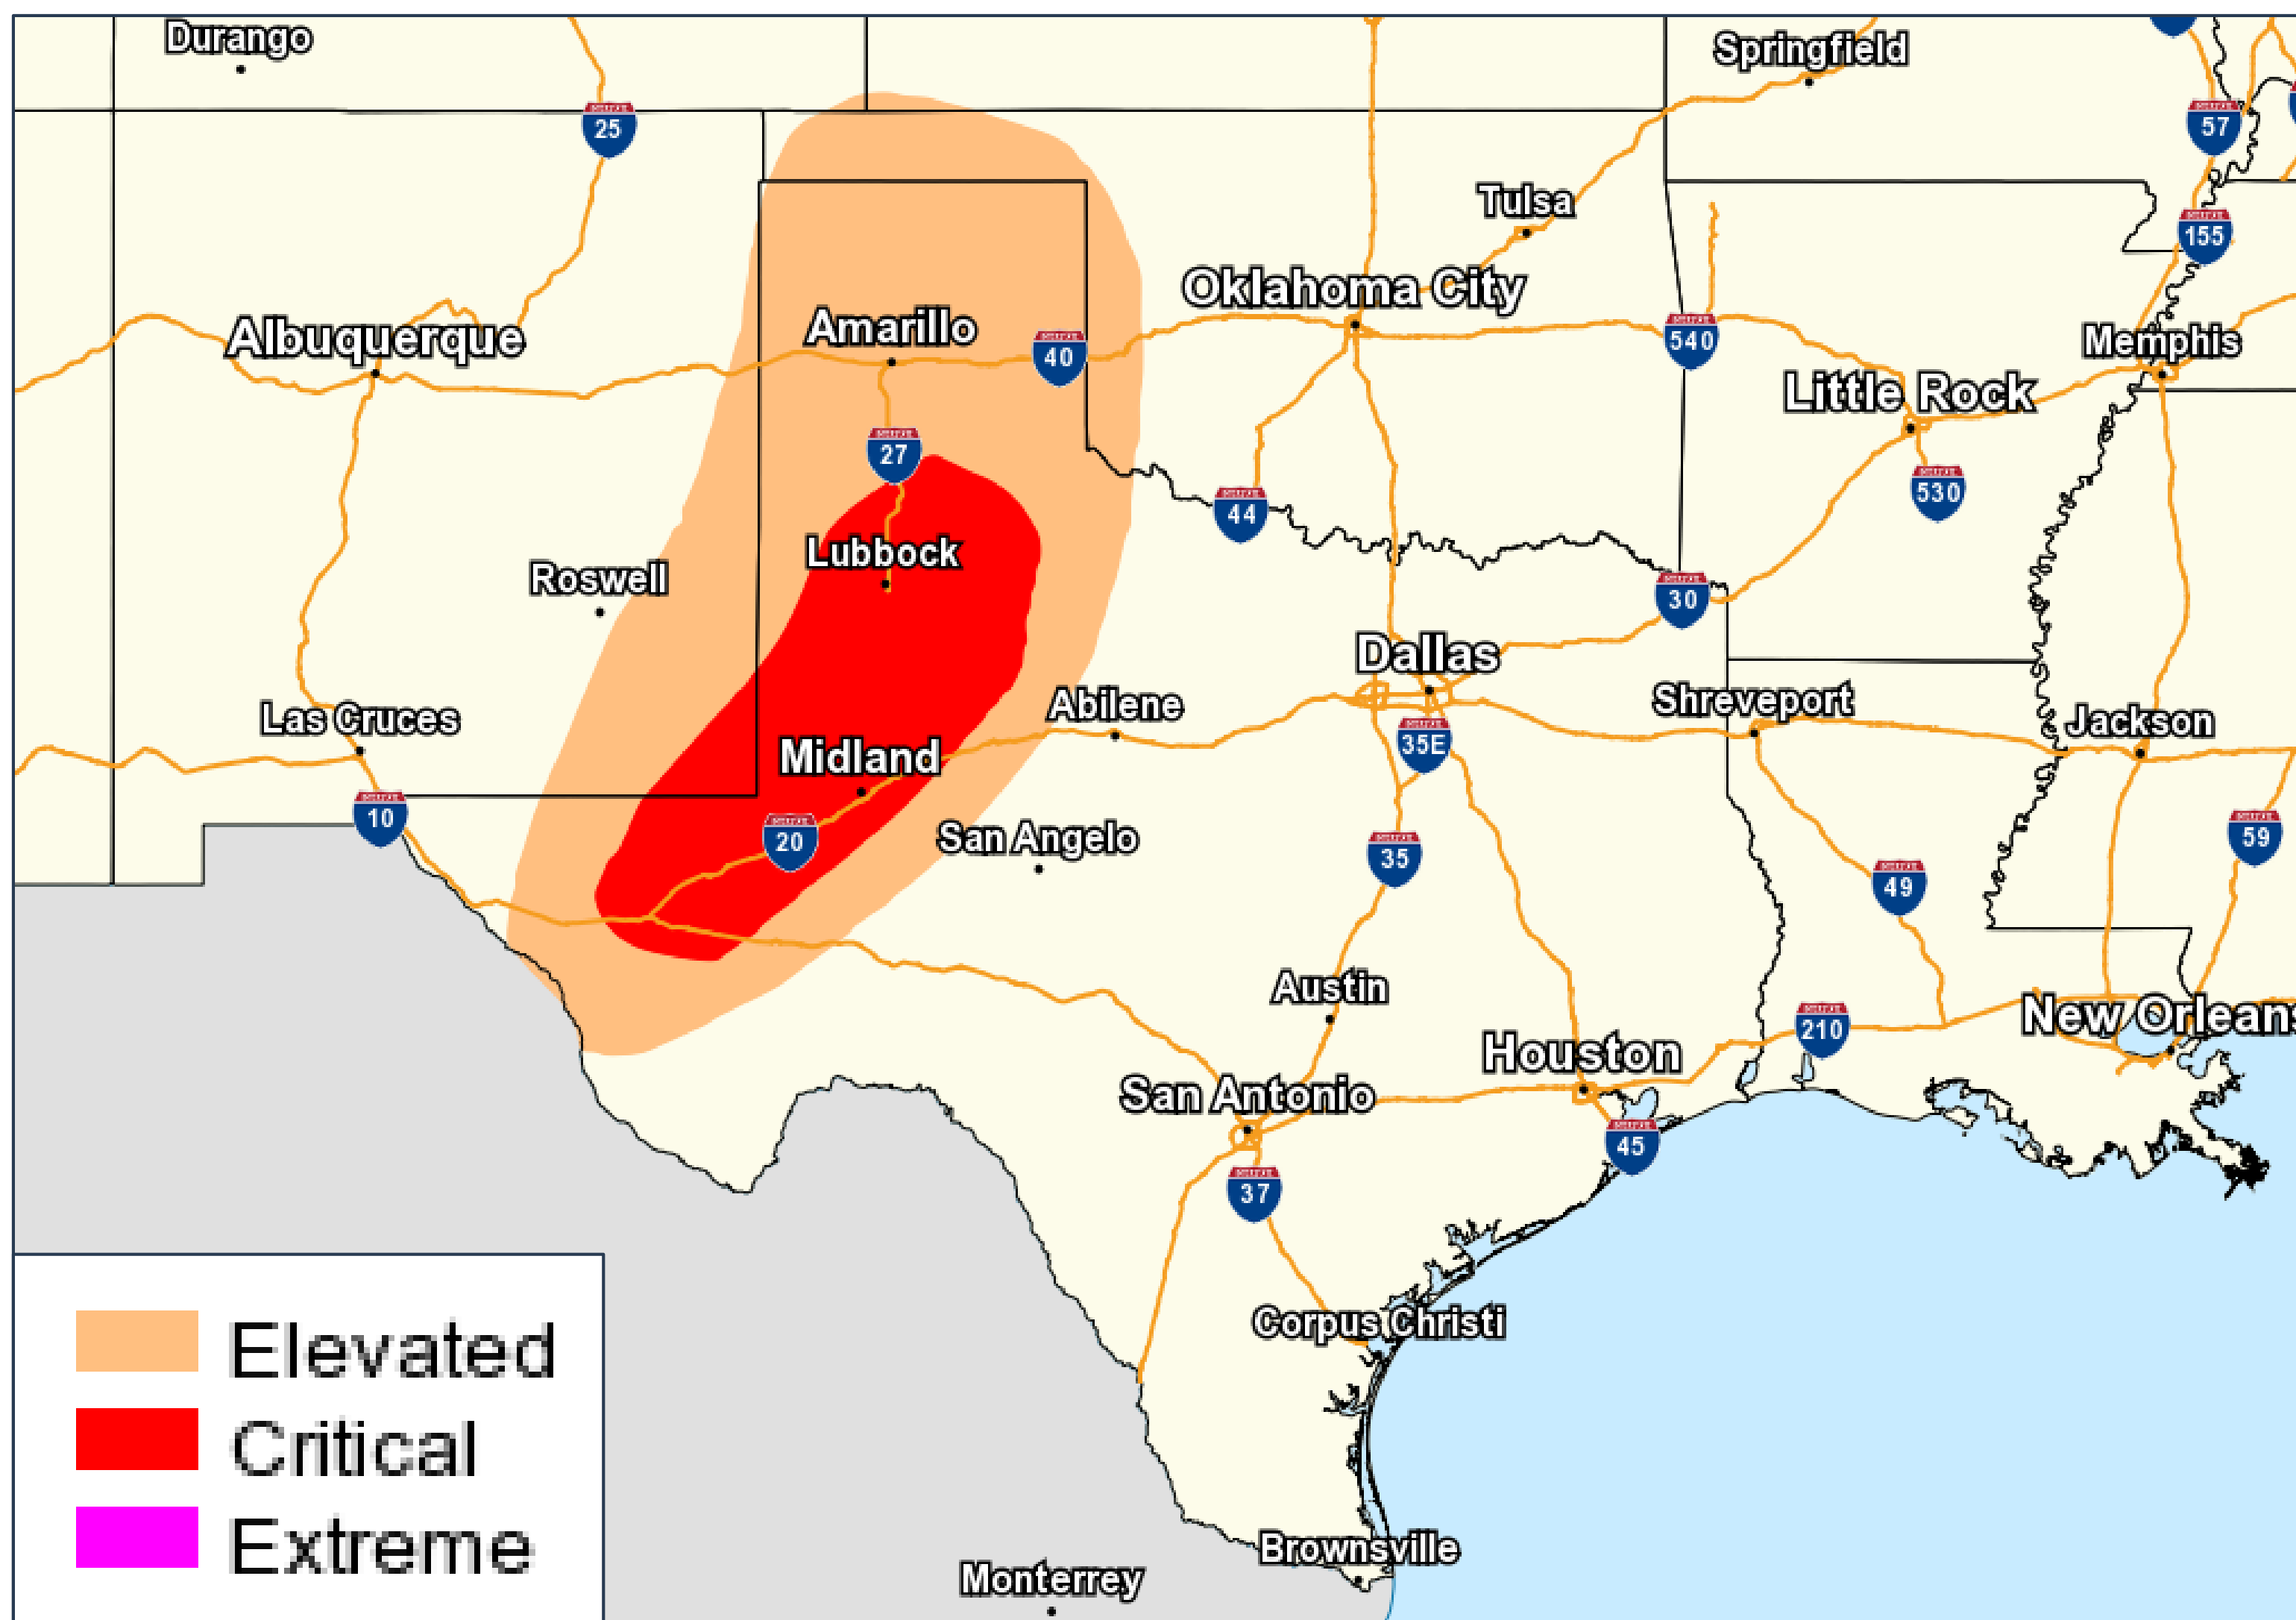 Durango
Springfield
25
57
Tulsa
155
Oklahoma City
Albuquerque
Amarillo
40
540
Memphis
Little Rock
27
530
44
Lubbock
Roswell
30
Dallas
Las Cruces
Abilene
Shreveport
Jackson
35E
Midland
10
20
San Angelo
35
59
49
Austin
New Orleans
210
Houston
San Antonio
45
37
Corpus Christi
Elevated
Critical
Extreme
Brownsville
Monterrey